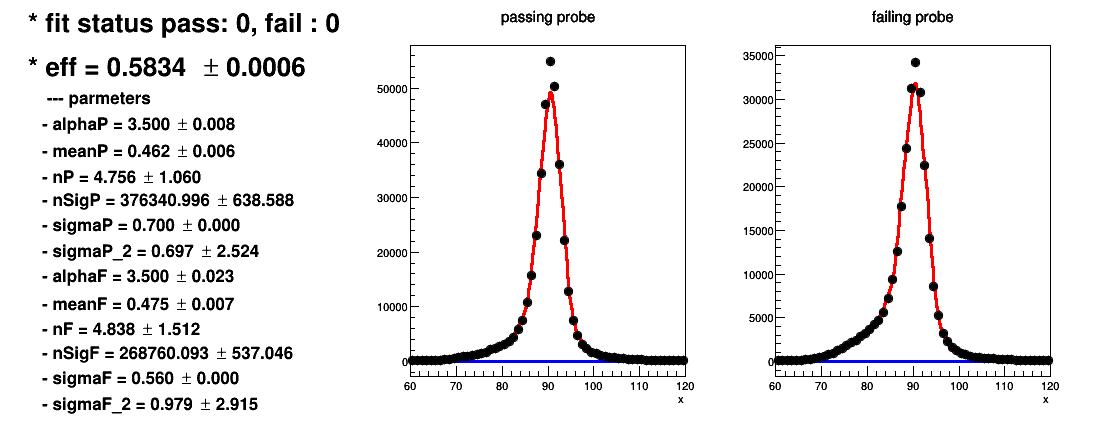 * fit status pass: 0, fail : 0
* eff = 0.5834 ± 0.0006
--- parmeters
- alphaP = 3.500 ± 0.008
- meanP = 0.462 ± 0.006
- nP = 4.756 ± 1.060
- nSigP = 376340.996 ± 638.588
- sigmaP = 0.700 ± 0.000
- sigmaP_2 = 0.697 ± 2.524
- alphaF = 3.500 ± 0.023
- meanF = 0.475 ± 0.007
- nF = 4.838 ± 1.512
- nSigF = 268760.093 ± 537.046
- sigmaF = 0.560 ± 0.000
- sigmaF_2 = 0.979 ± 2.915
passing probe
50000
40000
30000
20000
10000
0
60 70 80 90 100 110 120
x
failing probe
35000
30000
25000
20000
15000
10000
5000
0
60 70 80 90 100 110 120
x